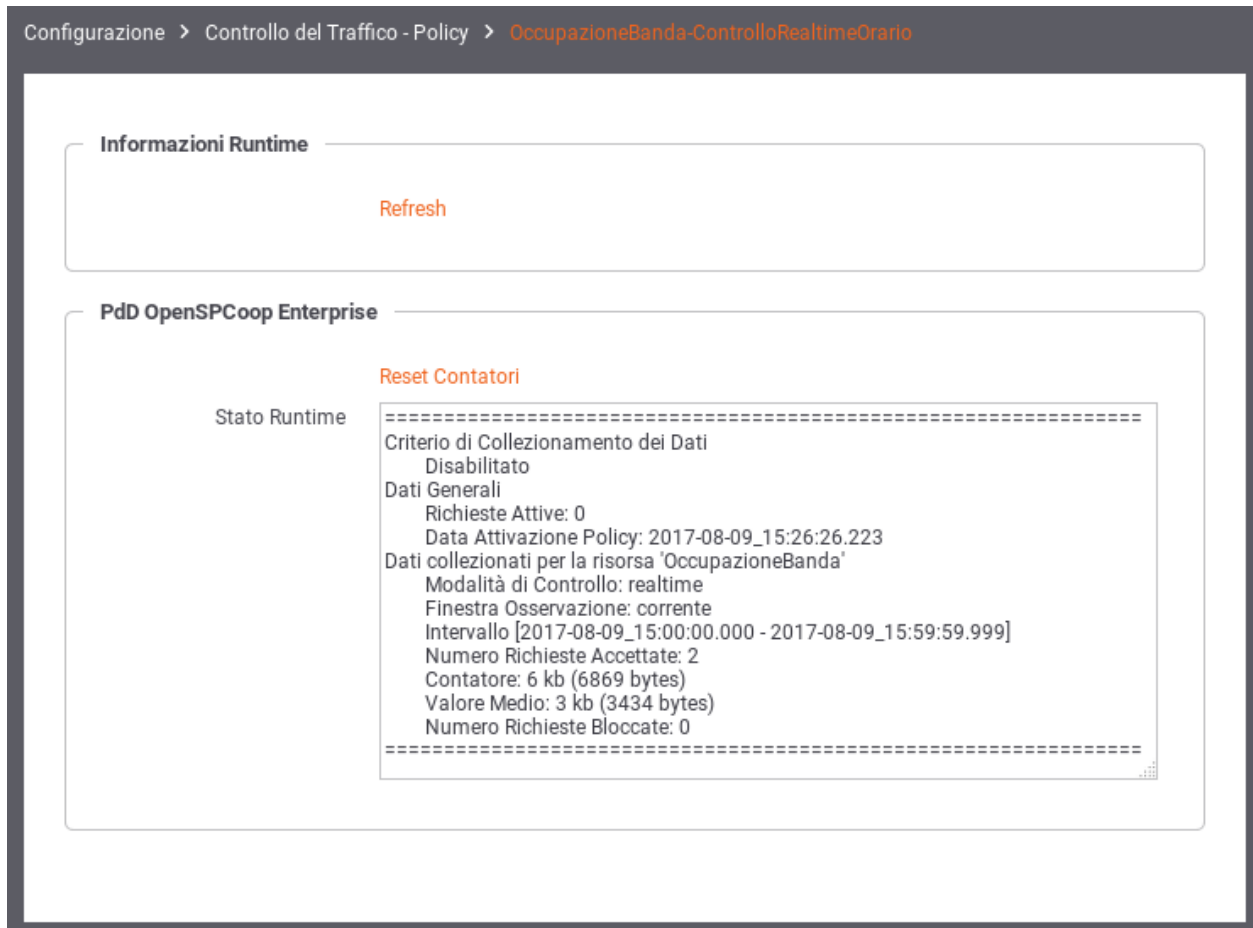 Configurazione > Controllo del Traffico - Policy > OccupazioneBanda-ControlloRealtimeOrario
Informazioni Runtime
Refresh
PdD OpenSPCoop Enterprise
Reset Contatori
Stato Runtime
================================================================
Criterio di Collezionamento dei Dati
Disabilitato
Dati Generali
Richieste Attive: 0
Data Attivazione Policy: 2017-08-09_15:26:26.223
Dati collezionati per la risorsa 'OccupazioneBanda'
Modalità di Controllo: realtime
Finestra Osservazione: corrente
Intervallo [2017-08-09_15:00:00.000 - 2017-08-09_15:59:59.999]
Numero Richieste Accettate: 2
Contatore: 6 kb (6869 bytes)
Valore Medio: 3 kb (3434 bytes)
Numero Richieste Bloccate: 0
================================================================